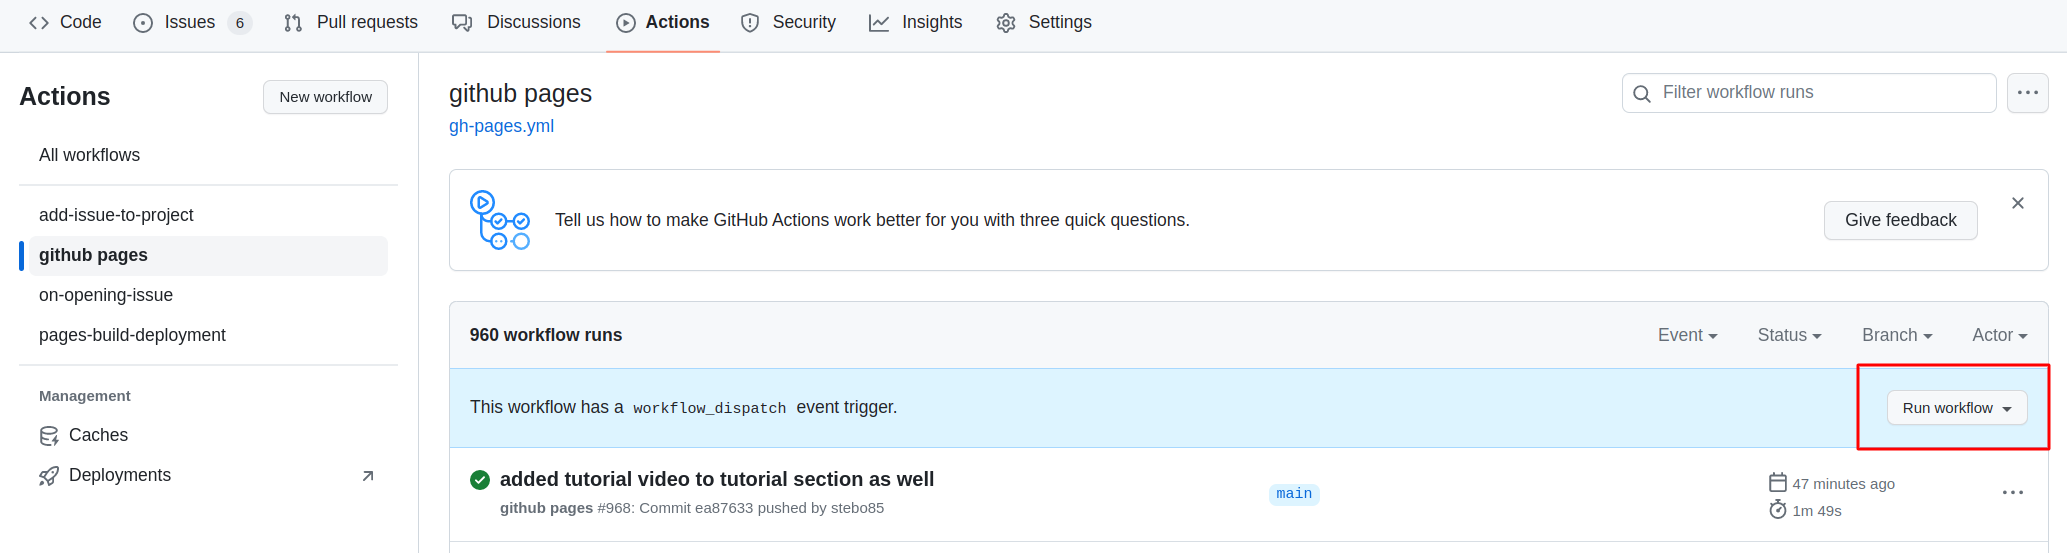 Code Issues 6 Pull requests Discussions Actions Security Insights Settings
Actions New workflow
All workflows
add-issue-to-project
github pages
on-opening-issue
pages-build-deployment
Management
Caches
Deployments
github pages
gh-pages.yml
Filter workflow runs
Tell us how to make GitHub Actions work better for you with three quick questions. Give feedback
960 workflow runs Event Status Branch Actor
This workflow has a workflow_dispatch event trigger. Run workflow
added tutorial video to tutorial section as well
github pages #968: Commit ea87633 pushed by stebo85
main
47 minutes ago
1m 49s